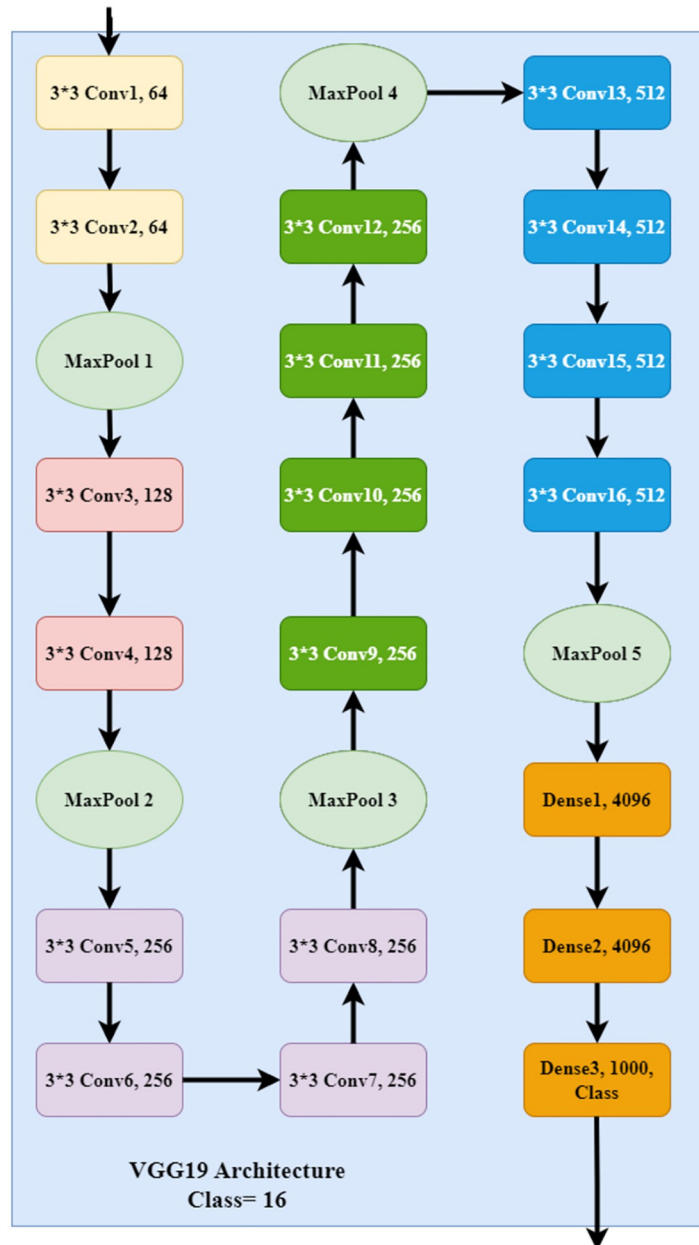 3*3 Conv1, 64
3*3 Conv2, 64
MaxPool 1
3*3 Conv3, 128
3*3 Conv4, 128
MaxPool 2
3*3 Conv5, 256
3*3 Conv6, 256
3*3 Conv7, 256
3*3 Conv8, 256
MaxPool 3
3*3 Conv9, 256
3*3 Conv10, 256
3*3 Conv11, 256
3*3 Conv12, 256
MaxPool 4
3*3 Conv13, 512
3*3 Conv14, 512
3*3 Conv15, 512
3*3 Conv16, 512
MaxPool 5
Dense1, 4096
Dense2, 4096
Dense3, 1000,
Class
VGG19 Architecture
Class= 16